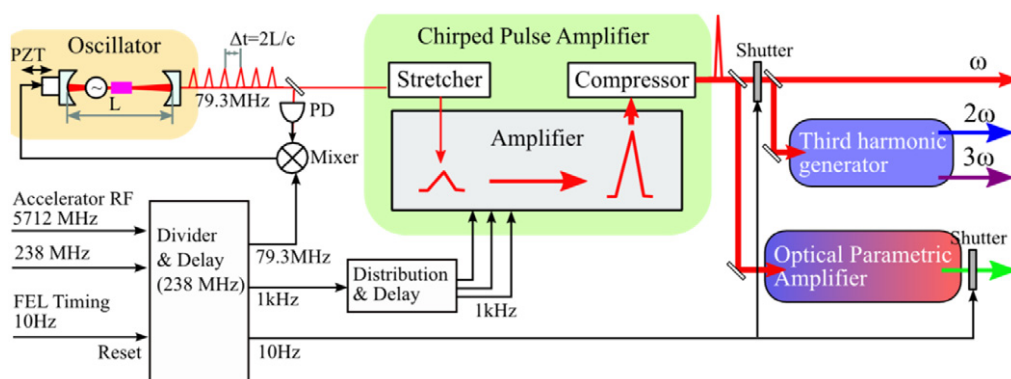 Oscillator
Δt=2L/c
PZT
~
L
79.3MHz
PD
Mixer
Chirped Pulse Amplifier
Stretcher
Compressor
Amplifier
Shutter
ω
2ω
Third harmonic
generator
3ω
Accelerator RF
5712 MHz
238 MHz
FEL Timing
10Hz
Reset
Divider
& Delay
(238 MHz)
79.3MHz
1kHz
10Hz
Distribution
& Delay
1kHz
Optical Parametric
Amplifier
Shutter